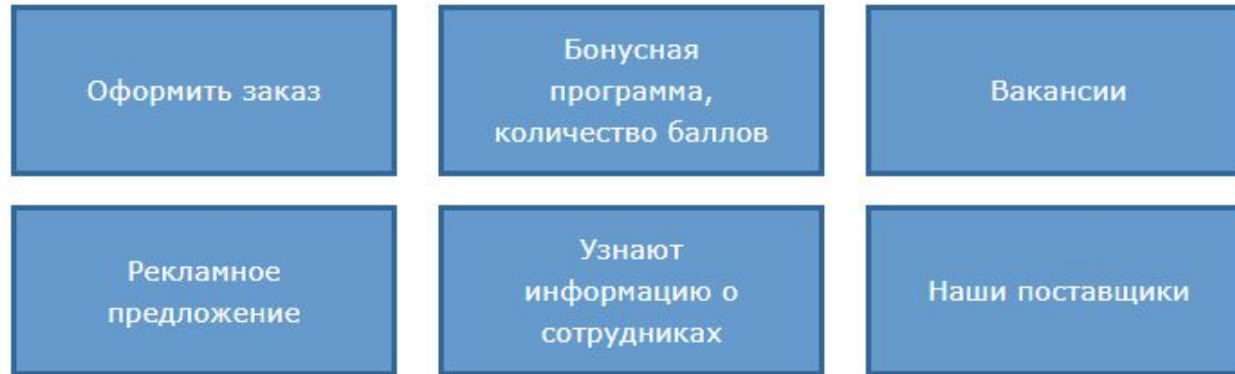 Оформить заказ
Бонусная
программа,
количество баллов
Вакансии
Рекламное
предложение
Узнают
информацию о
сотрудниках
Наши поставщики